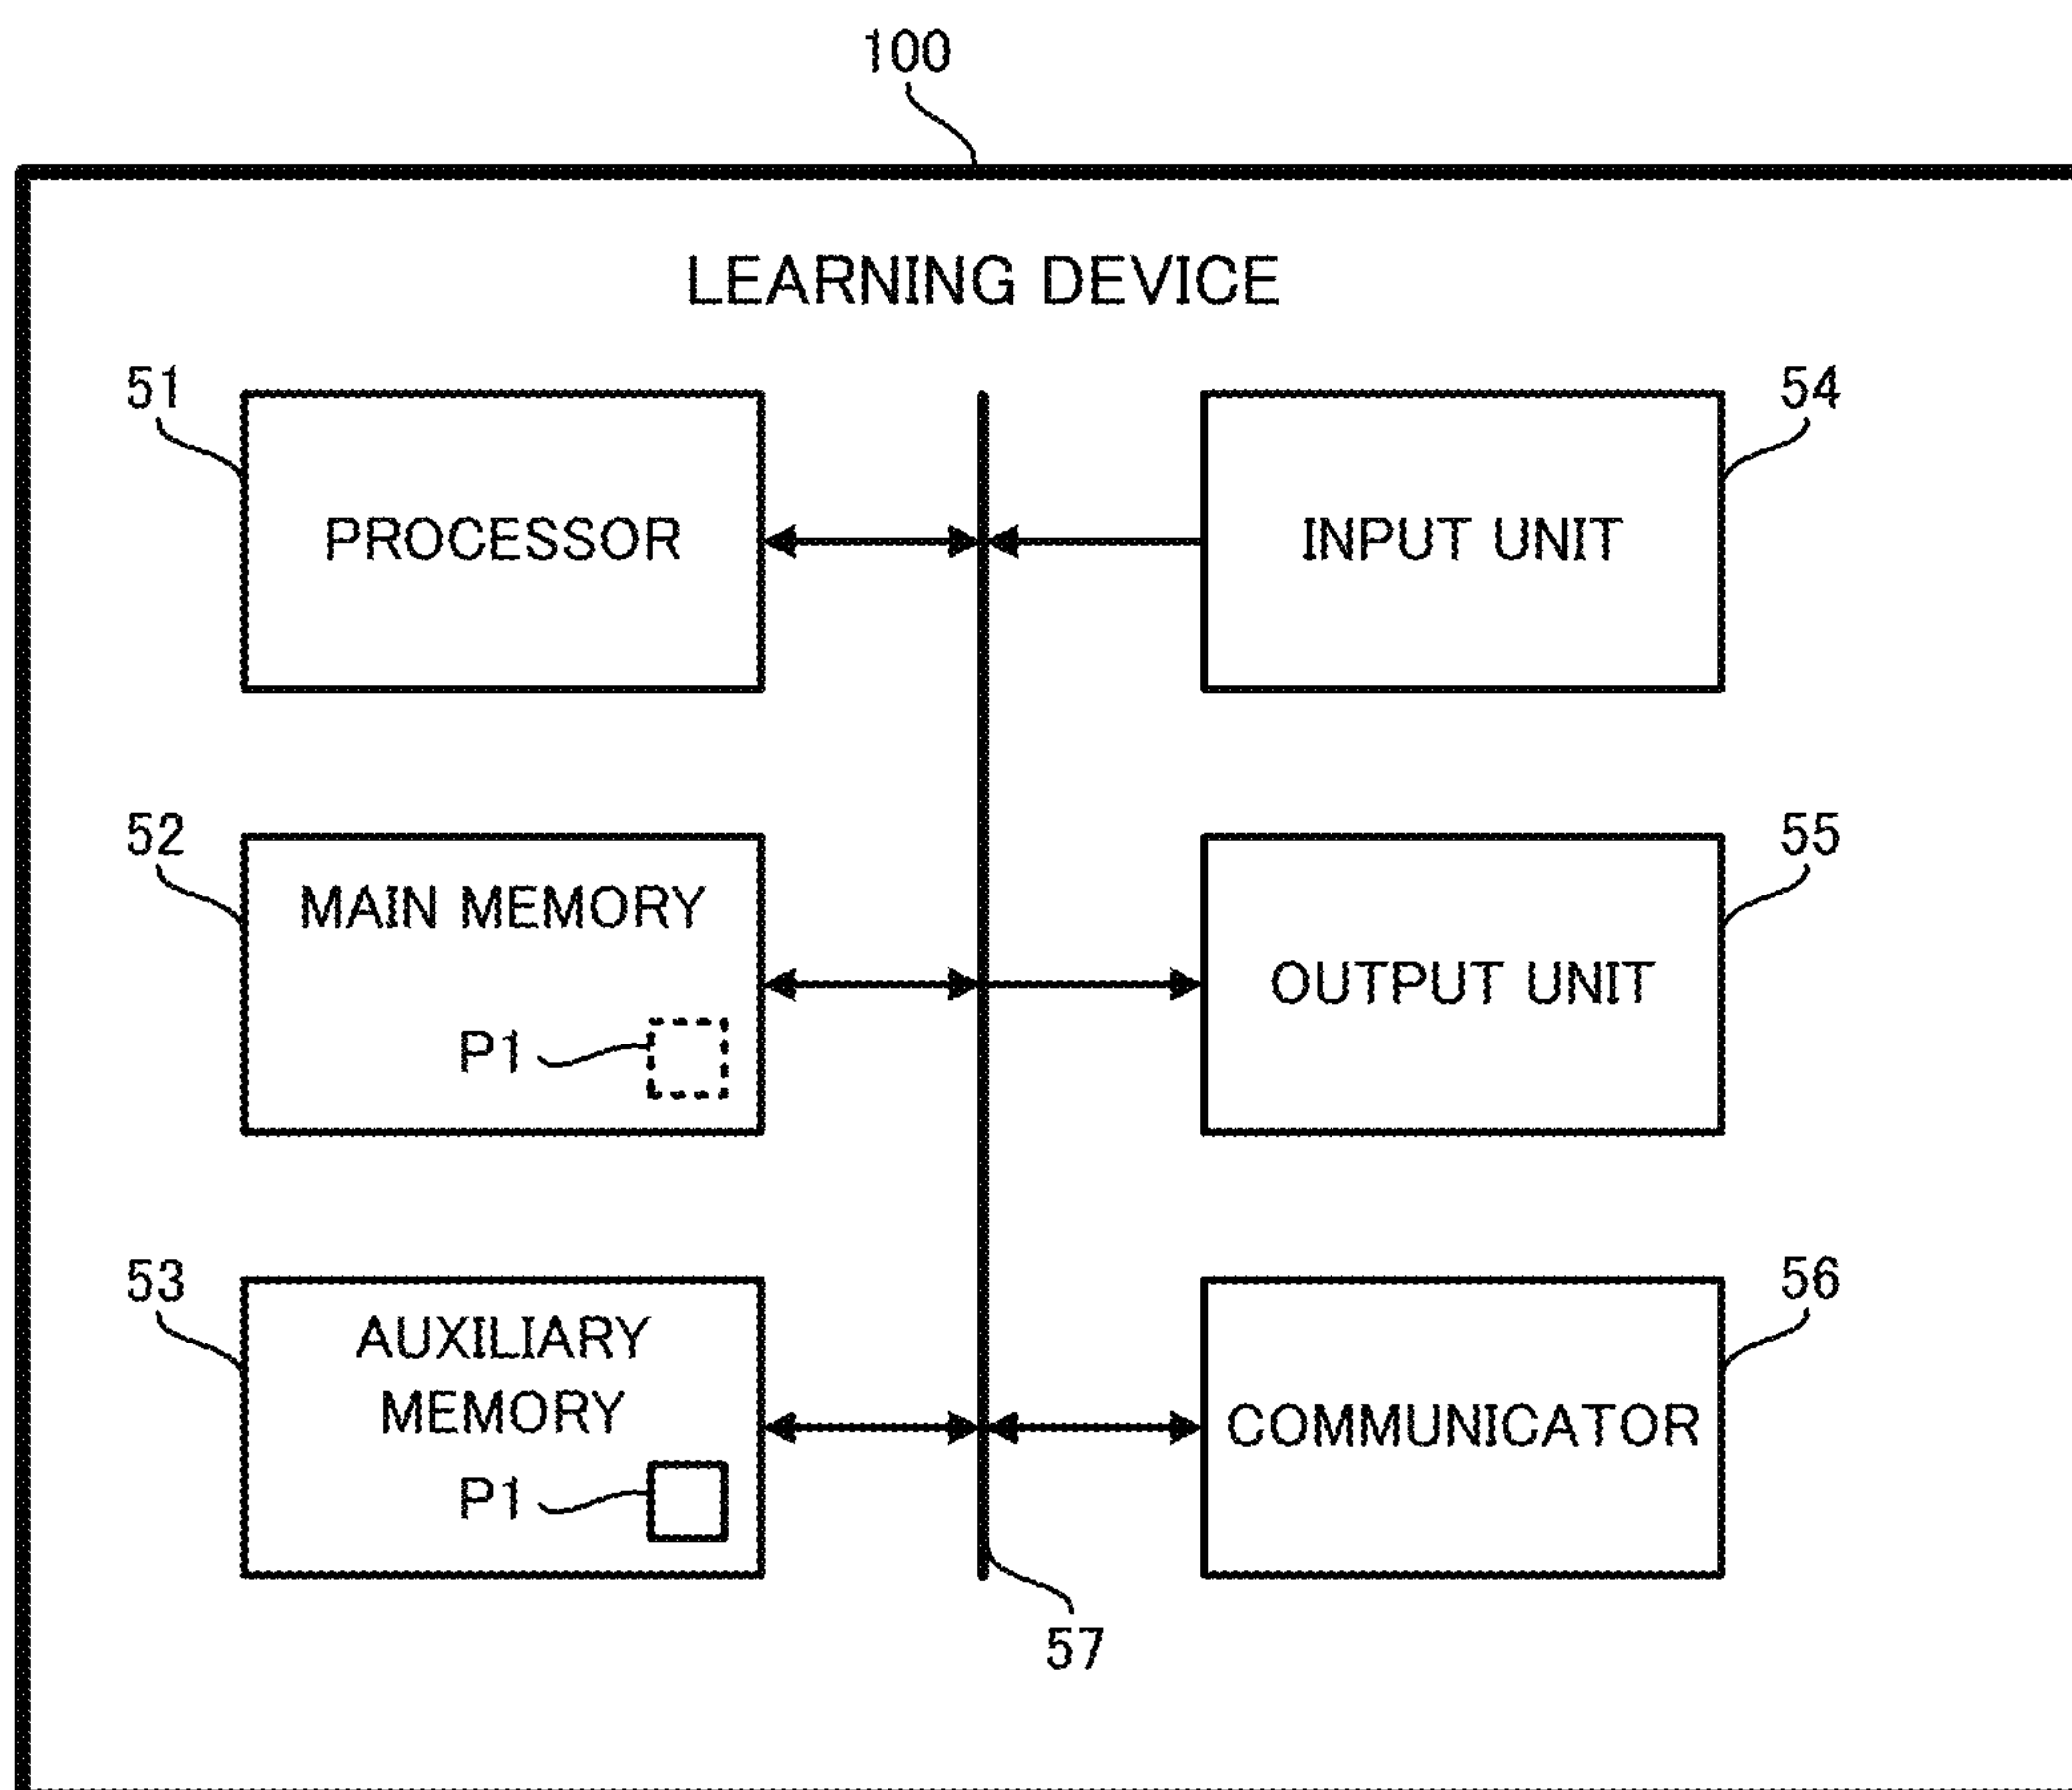 100
LEARNING DEVICE
51
PROCESSOR
54
INPUT UNIT
52
MAIN MEMORY
P1
55
OUTPUT UNIT
53
AUXILIARY
MEMORY
P1
56
COMMUNICATOR
57